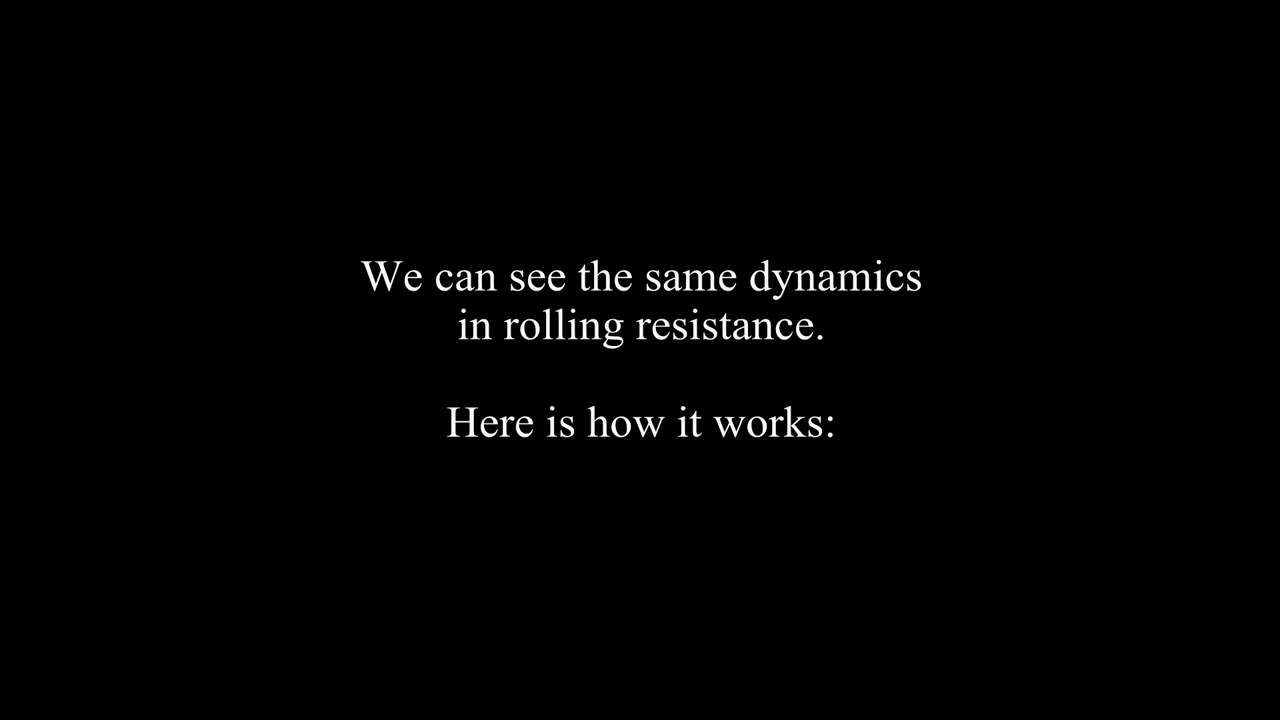 We can see the same dynamics
in rolling resistance.
Here is how it works: